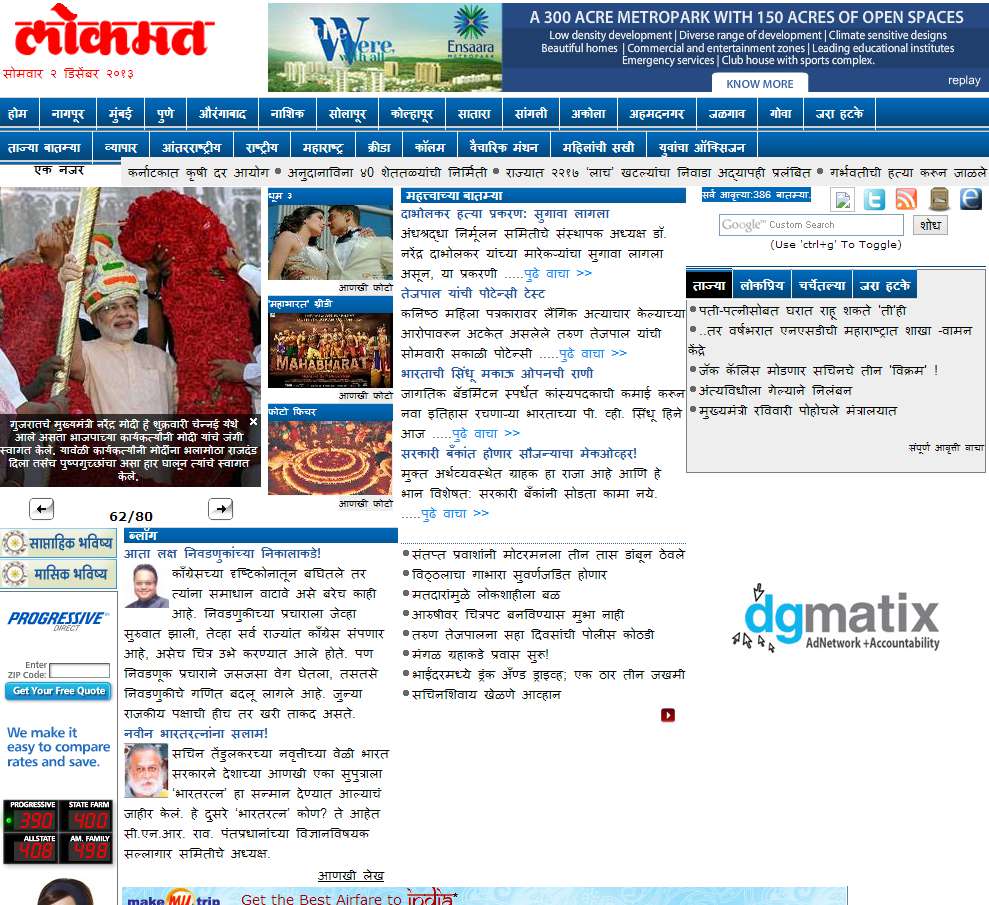 लोकमत
सोमवार २ डिसेंबर २०१३
We Were, with all.
Ensaara
METROPARK
A 300 ACRE METROPARK WITH 150 ACRES OF OPEN SPACES
Low density development | Diverse range of development | Climate sensitive designs
Beautiful homes | Commercial and entertainment zones | Leading educational institutes
Emergency services | Club house with sports complex.
KNOW MORE
replay
होम नागपूर मुंबई पुणे औरंगाबाद नाशिक सोलापूर कोल्हापूर सातारा सांगली अकोला अहमदनगर जळगाव गोवा जरा हटके
ताज्या बातम्या व्यापार आंतरराष्ट्रीय राष्ट्रीय महाराष्ट्र क्रीडा कॉलम वैचारिक मंथन महिलांची सखी युवांचा ऑक्सिजन
एक नजर
कर्नाटकात कृषी दर आयोग अनुदानाविना ४० शेततळ्यांची निर्मिती राज्यात २२१७ 'लाच' खटल्यांचा निवाडा अद्यापही प्रलंबित गर्भवतीची हत्या करुन जाळले
गुजरातचे मुख्यमंत्री नरेंद्र मोदी हे शुक्रवारी चेन्नई येथे
आले असता भाजपाच्या कार्यकर्त्यांनी मोदी यांचे जंगी
स्वागत केले. यावेळी कार्यकर्त्यांनी मोदींना भलामोठा राजदंड
दिला तसेच पुष्पगुच्छांचा असा हार घालून त्यांचे स्वागत
केले.
62/80
धूम ३
आणखी फोटो
'महाभारत' थ्रीडी
MAHABHARAT
आणखी फोटो
फोटो फिचर
आणखी फोटो
महत्त्वाच्या बातम्या
दाभोलकर हत्या प्रकरण: सुगावा लागला
अंधश्रद्धा निर्मूलन समितीचे संस्थापक अध्यक्ष डॉ.
नरेंद्र दाभोलकर यांच्या मारेकऱ्यांचा सुगावा लागला
असून, या प्रकरणी .....पुढे वाचा >>
तेजपाल यांची पोटेन्सी टेस्ट
कनिष्ठ महिला पत्रकारावर लैंगिक अत्याचार केल्याच्या
आरोपावरून अटकेत असलेले तरुण तेजपाल यांची
सोमवारी सकाळी पोटेन्सी .....पुढे वाचा >>
भारताची सिंधू मकाऊ ओपनची राणी
जागतिक बॅडमिंटन स्पर्धेत कांस्यपदकाची कमाई करुन
नवा इतिहास रचणाऱ्या भारताच्या पी. व्ही. सिंधू हिने
आज .....पुढे वाचा >>
सरकारी बँकांत होणार सौजन्याचा मेकओव्हर!
मुक्त अर्थव्यवस्थेत ग्राहक हा राजा आहे आणि हे
भान विशेषत: सरकारी बँकांनी सोडता कामा नये.
.....पुढे वाचा >>
संतप्त प्रवाशांनी मोटरमनला तीन तास डांबून ठेवले
विठ्ठलाचा गाभारा सुवर्णजडित होणार
मतदारांमुळे लोकशाहीला बळ
आरुषीवर चित्रपट बनविण्यास मुभा नाही
तरुण तेजपालना सहा दिवसांची पोलीस कोठडी
मंगळ ग्रहाकडे प्रवास सुरु!
भाईंदरमध्ये ड्रंक अँण्ड ड्राइव्ह; एक ठार तीन जखमी
सचिनशिवाय खेळणे आव्हान
सर्व आवृत्त्या:386 बातम्या.
Google™ Custom Search
शोध
(Use 'ctrl+g' To Toggle)
ताज्या लोकप्रिय चर्चेतल्या जरा हटके
पती-पत्नीसोबत घरात राहू शकते 'ती'ही
..तर वर्षभरात एनएसडीची महाराष्ट्रात शाखा -वामन
केंद्रे
जॅक कॅलिस मोडणार सचिनचे तीन 'विक्रम' !
अंत्यविधीला गेल्याने निलंबन
मुख्यमंत्री रविवारी पोहोचले मंत्रालयात
संपूर्ण आवृत्ती वाचा
dgmatix
AdNetwork +Accountability
साप्ताहिक भविष्य
मासिक भविष्य
PROGRESSIVE
DIRECT
Enter
ZIP Code:
Get Your Free Quote
We make it
easy to compare
rates and save.
PROGRESSIVE STATE FARM
390 400
ALLSTATE AM. FAMILY
408 498
ब्लॉग
आता लक्ष निवडणुकांच्या निकालाकडे!
काँग्रेसच्या दृष्टिकोनातून बघितले तर
त्यांना समाधान वाटावे असे बरेच काही
आहे. निवडणुकीच्या प्रचाराला जेव्हा
सुरुवात झाली, तेव्हा सर्व राज्यांत काँग्रेस संपणार
आहे, असेच चित्र उभे करण्यात आले होते. पण
निवडणूक प्रचाराने जसजसा वेग घेतला, तसतसे
निवडणुकीचे गणित बदलू लागले आहे. जुन्या
राजकीय पक्षाची हीच तर खरी ताकद असते.
नवीन भारतरत्नांना सलाम!
सचिन तेंडुलकरच्या नवृत्तीच्या वेळी भारत
सरकारने देशाच्या आणखी एका सुपुत्राला
'भारतरत्न' हा सन्मान देण्यात आल्याचं
जाहीर केलं. हे दुसरे 'भारतरत्न' कोण? ते आहेत
सी.एन.आर. राव. पंतप्रधानांच्या विज्ञानविषयक
सल्लागार समितीचे अध्यक्ष.
आणखी लेख
make my trip
Get the Best Airfare to india*